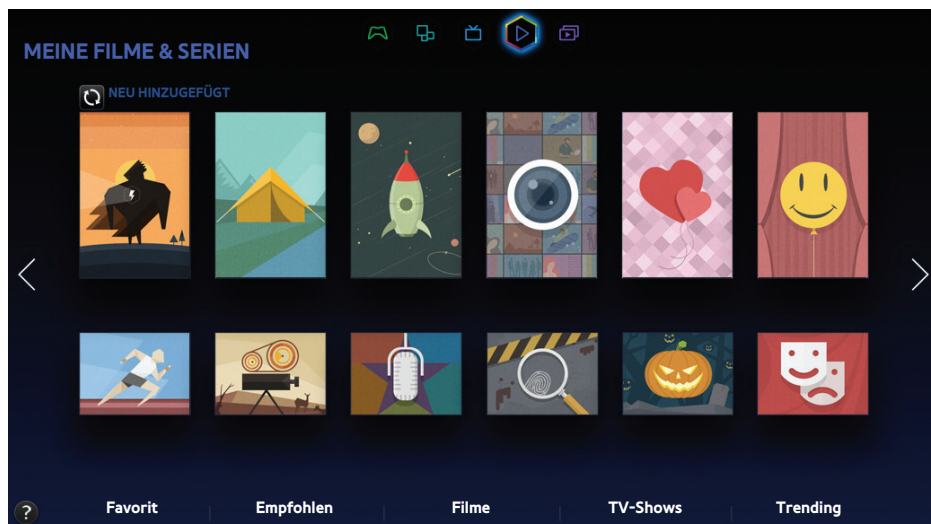 MEINE FILME & SERIEN
NEU HINZUGEFÜGT
?
Favorit Empfohlen Filme TV-Shows Trending